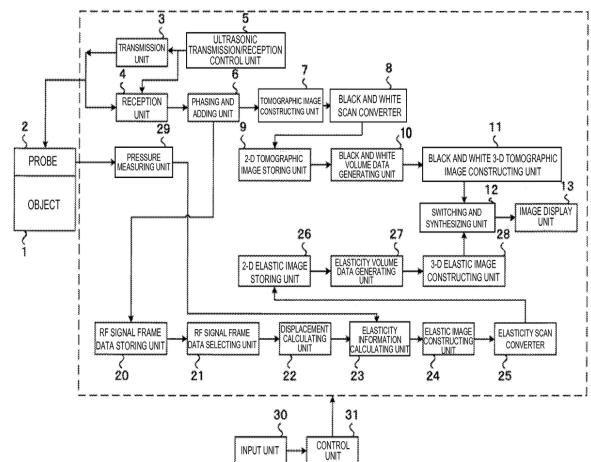 3
5
TRANSMISSION
UNIT
ULTRASONIC
TRANSMISSION/RECEPTION
CONTROL UNIT
4
6
7
8
RECEPTION
UNIT
PHASING AND
ADDING UNIT
TOMOGRAPHIC IMAGE
CONSTRUCTING UNIT
BLACK AND WHITE
SCAN CONVERTER
2
29
9
10
11
PROBE
OBJECT
1
PRESSURE
MEASURING UNIT
2-D TOMOGRAPHIC
IMAGE STORING UNIT
BLACK AND WHITE
VOLUME DATA
GENERATING UNIT
BLACK AND WHITE 3-D TOMOGRAPHIC
IMAGE CONSTRUCTING UNIT
12
13
SWITCHING AND
SYNTHESIZING UNIT
IMAGE DISPLAY
UNIT
26
27
28
2-D ELASTIC IMAGE
STORING UNIT
ELASTICITY VOLUME
DATA GENERATING
UNIT
3-D ELASTIC IMAGE
CONSTRUCTING UNIT
RF SIGNAL FRAME
DATA STORING UNIT
RF SIGNAL FRAME
DATA SELECTING UNIT
DISPLACEMENT
CALCULATING
UNIT
ELASTICITY
INFORMATION
CALCULATING UNIT
ELASTIC IMAGE
CONSTRUCTING
UNIT
ELASTICITY SCAN
CONVERTER
20
21
22
23
24
25
30
31
INPUT UNIT
CONTROL
UNIT